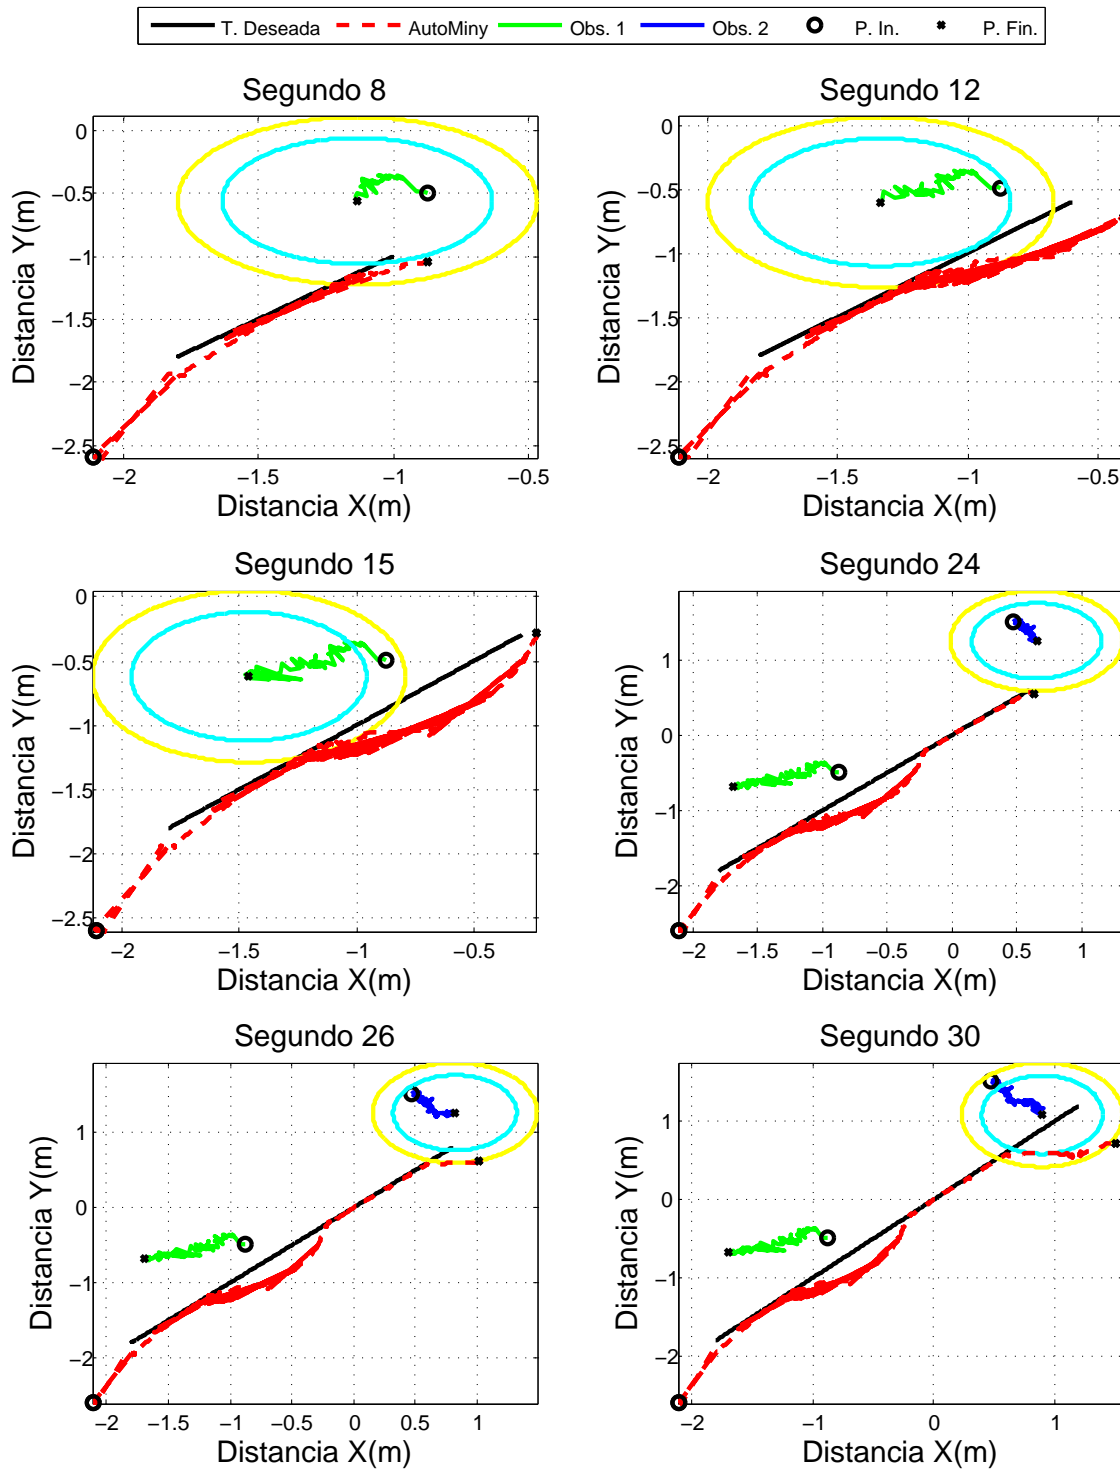 T. Deseada AutoMiny Obs. 1 Obs. 2 P. In. P. Fin.
Segundo 8 Segundo 12
0 −0.5 −1 −1.5 −2 −2.5
Distancia Y(m)
−2 −1.5 −1 −0.5
Distancia X(m)
0 −0.5 −1 −1.5 −2 −2.5
Distancia Y(m)
−2 −1.5 −1 −0.5
Distancia X(m)
Segundo 15 Segundo 24
0 −0.5 −1 −1.5 −2 −2.5
Distancia Y(m)
−2 −1.5 −1 −0.5
Distancia X(m)
1 0 −1 −2
Distancia Y(m)
−2 −1.5 −1 −0.5 0 0.5 1
Distancia X(m)
Segundo 26 Segundo 30
1 0 −1 −2
Distancia Y(m)
−2 −1.5 −1 −0.5 0 0.5 1
Distancia X(m)
1 0 −1 −2
Distancia Y(m)
−2 −1 0 1
Distancia X(m)